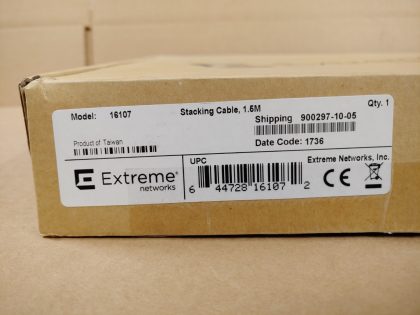 Model: 16107 Stacking Cable, 1.5M Qty. 1
Shipping 900297-10-05
Product of Taiwan
Date Code: 1736
UPC Extreme Networks, Inc.
E Extreme®
networks
6 44728"16107 2
CE